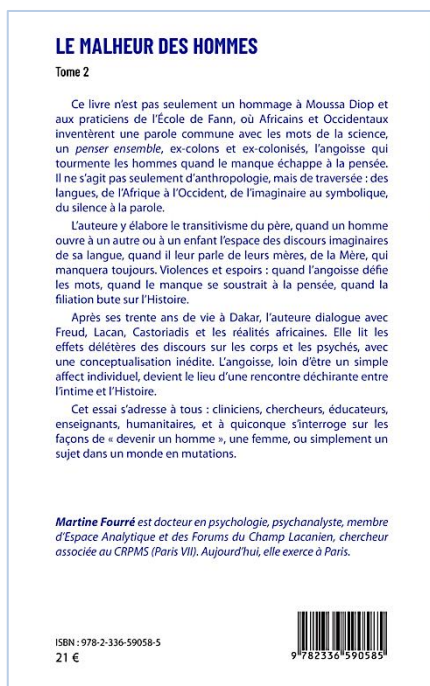 LE MALHEUR DES HOMMES
Tome 2
Ce livre n'est pas seulement un hommage à Moussa Diop et
aux praticiens de l'École de Fann, où Africains et Occidentaux
inventèrent une parole commune avec les mots de la science,
un penser ensemble, ex-colons et ex-colonisés, l'angoisse qui
tourmente les hommes quand le manque échappe à la pensée.
Il ne s'agit pas seulement d'anthropologie, mais de traversée : des
langues, de l'Afrique à l'Occident, de l'imaginaire au symbolique,
du silence à la parole.
L'auteure y élabore le transitivisme du père, quand un homme
ouvre à un autre ou à un enfant l'espace des discours imaginaires
de sa langue, quand il leur parle de leurs mères, de la Mère, qui
manquera toujours. Violences et espoirs : quand l'angoisse défie
les mots, quand le manque se soustrait à la pensée, quand la
filiation bute sur l'Histoire.
Après ses trente ans de vie à Dakar, l'auteure dialogue avec
Freud, Lacan, Castoriadis et les réalités africaines. Elle lit les
effets délétères des discours sur les corps et les psychés, avec
une conceptualisation inédite. L'angoisse, loin d'être un simple
affect individuel, devient le lieu d'une rencontre déchirante entre
l'intime et l'Histoire.
Cet essai s'adresse à tous : cliniciens, chercheurs, éducateurs,
enseignants, humanitaires, et à quiconque s'interroge sur les
façons de « devenir un homme », une femme, ou simplement un
sujet dans un monde en mutations.
Martine Fourré est docteur en psychologie, psychanalyste, membre
d'Espace Analytique et des Forums du Champ Lacanien, chercheur
associée au CRPMS (Paris VII). Aujourd'hui, elle exerce à Paris.
ISBN : 978-2-336-59058-5
21 €
9 782336 590585